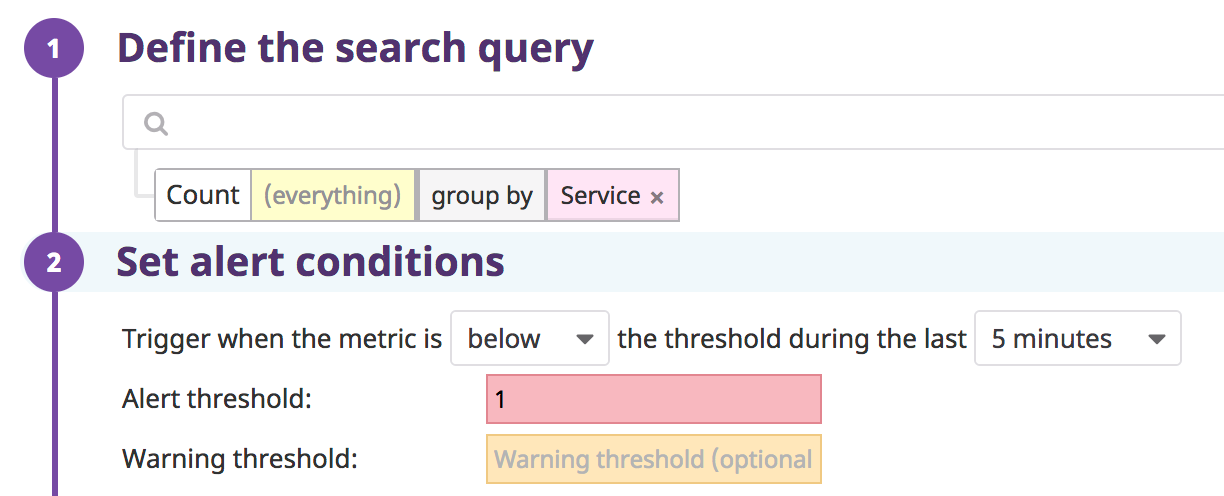 1 Define the search query
Count (everything) group by Service ×
2 Set alert conditions
Trigger when the metric is below the threshold during the last 5 minutes
Alert threshold: 1
Warning threshold: Warning threshold (optional